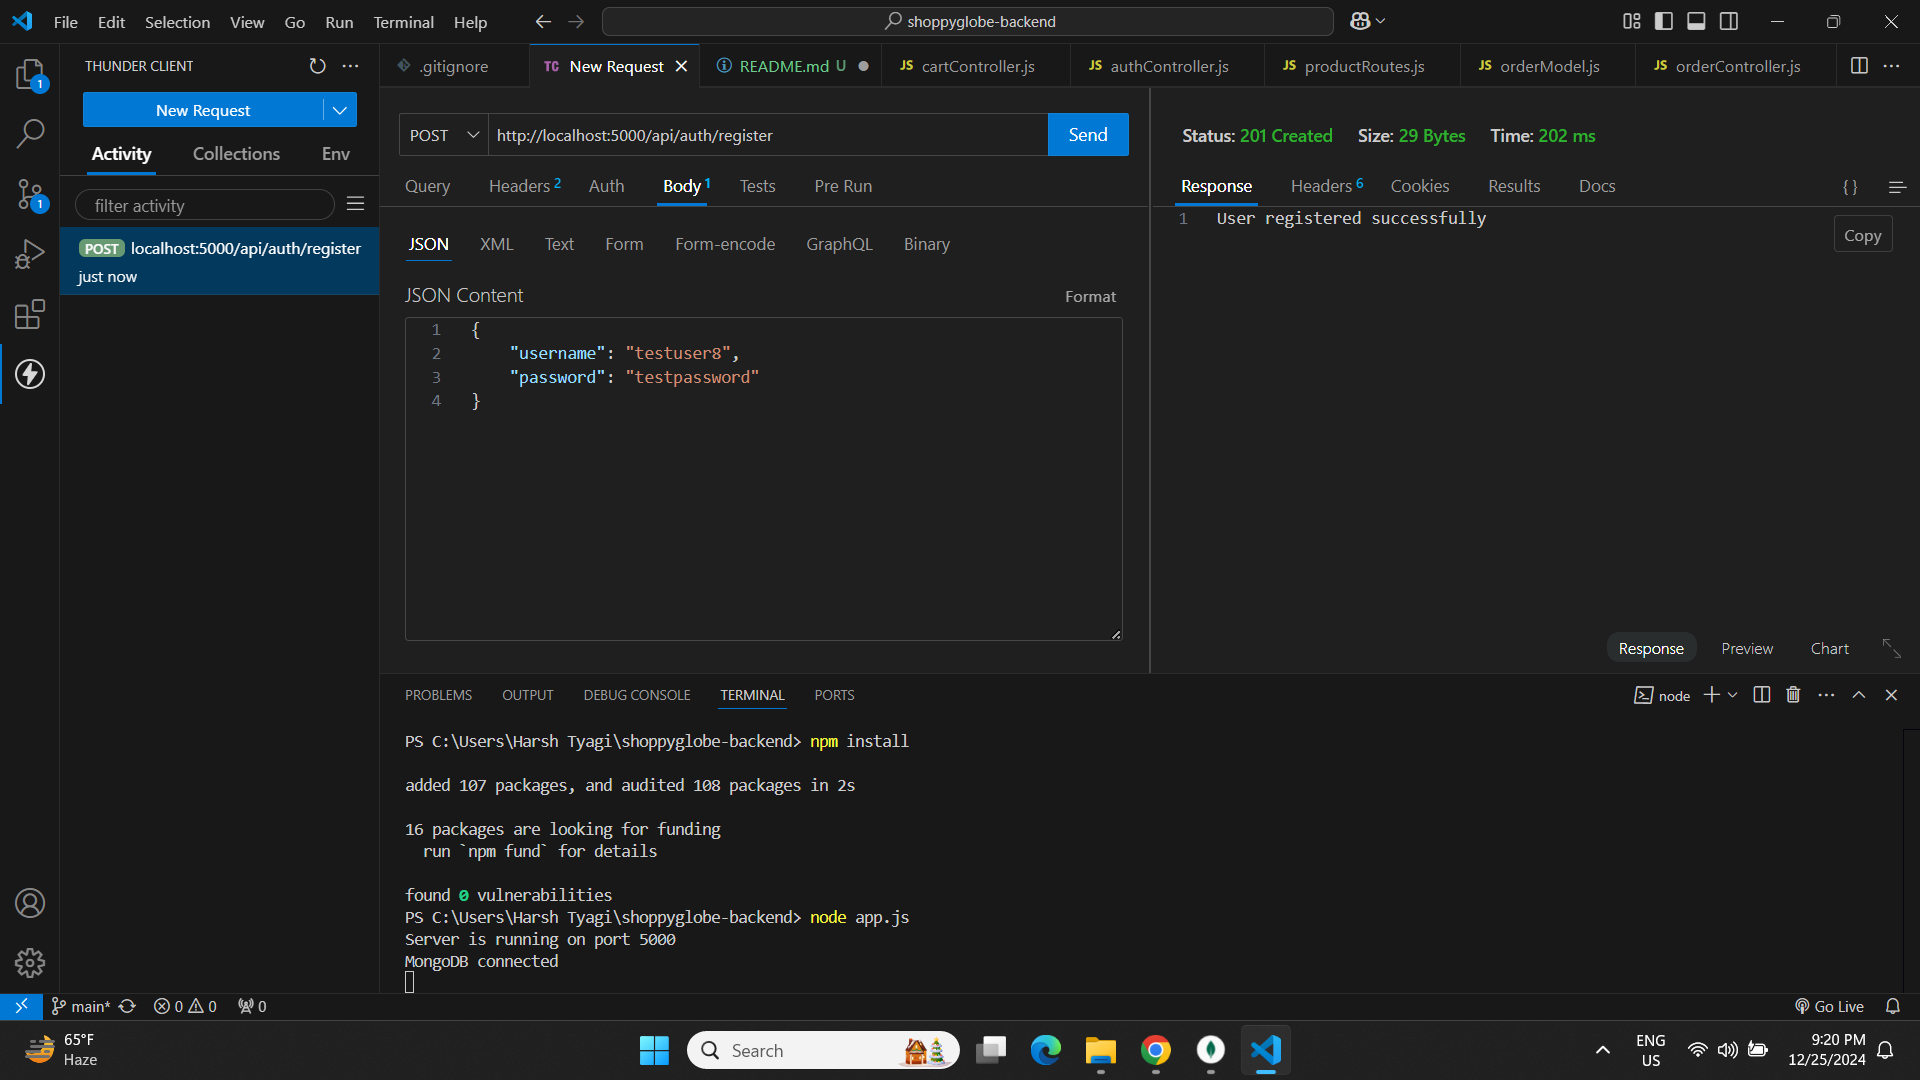 File Edit Selection View Go Run Terminal Help
shoppyglobe-backend
THUNDER CLIENT
New Request
Activity Collections Env
filter activity
POST localhost:5000/api/auth/register
just now
1
1
.gitignore
TC New Request
README.md U
JS cartController.js
JS authController.js
JS productRoutes.js
JS orderModel.js
JS orderController.js
POST http://localhost:5000/api/auth/register Send
Query Headers 2 Auth Body 1 Tests Pre Run
JSON XML Text Form Form-encode GraphQL Binary
JSON Content Format
1 {
2 "username": "testuser8",
3 "password": "testpassword"
4 }
Status: 201 Created Size: 29 Bytes Time: 202 ms
Response Headers 6 Cookies Results Docs { }
1 User registered successfully
Copy
Response Preview Chart
PROBLEMS OUTPUT DEBUG CONSOLE TERMINAL PORTS
node
PS C:\Users\Harsh Tyagi\shoppyglobe-backend> npm install
added 107 packages, and audited 108 packages in 2s
16 packages are looking for funding
run `npm fund` for details
found 0 vulnerabilities
PS C:\Users\Harsh Tyagi\shoppyglobe-backend> node app.js
Server is running on port 5000
MongoDB connected
main* 0 0 0
Go Live
65°F
Haze
Search
ENG
US
9:20 PM
12/25/2024